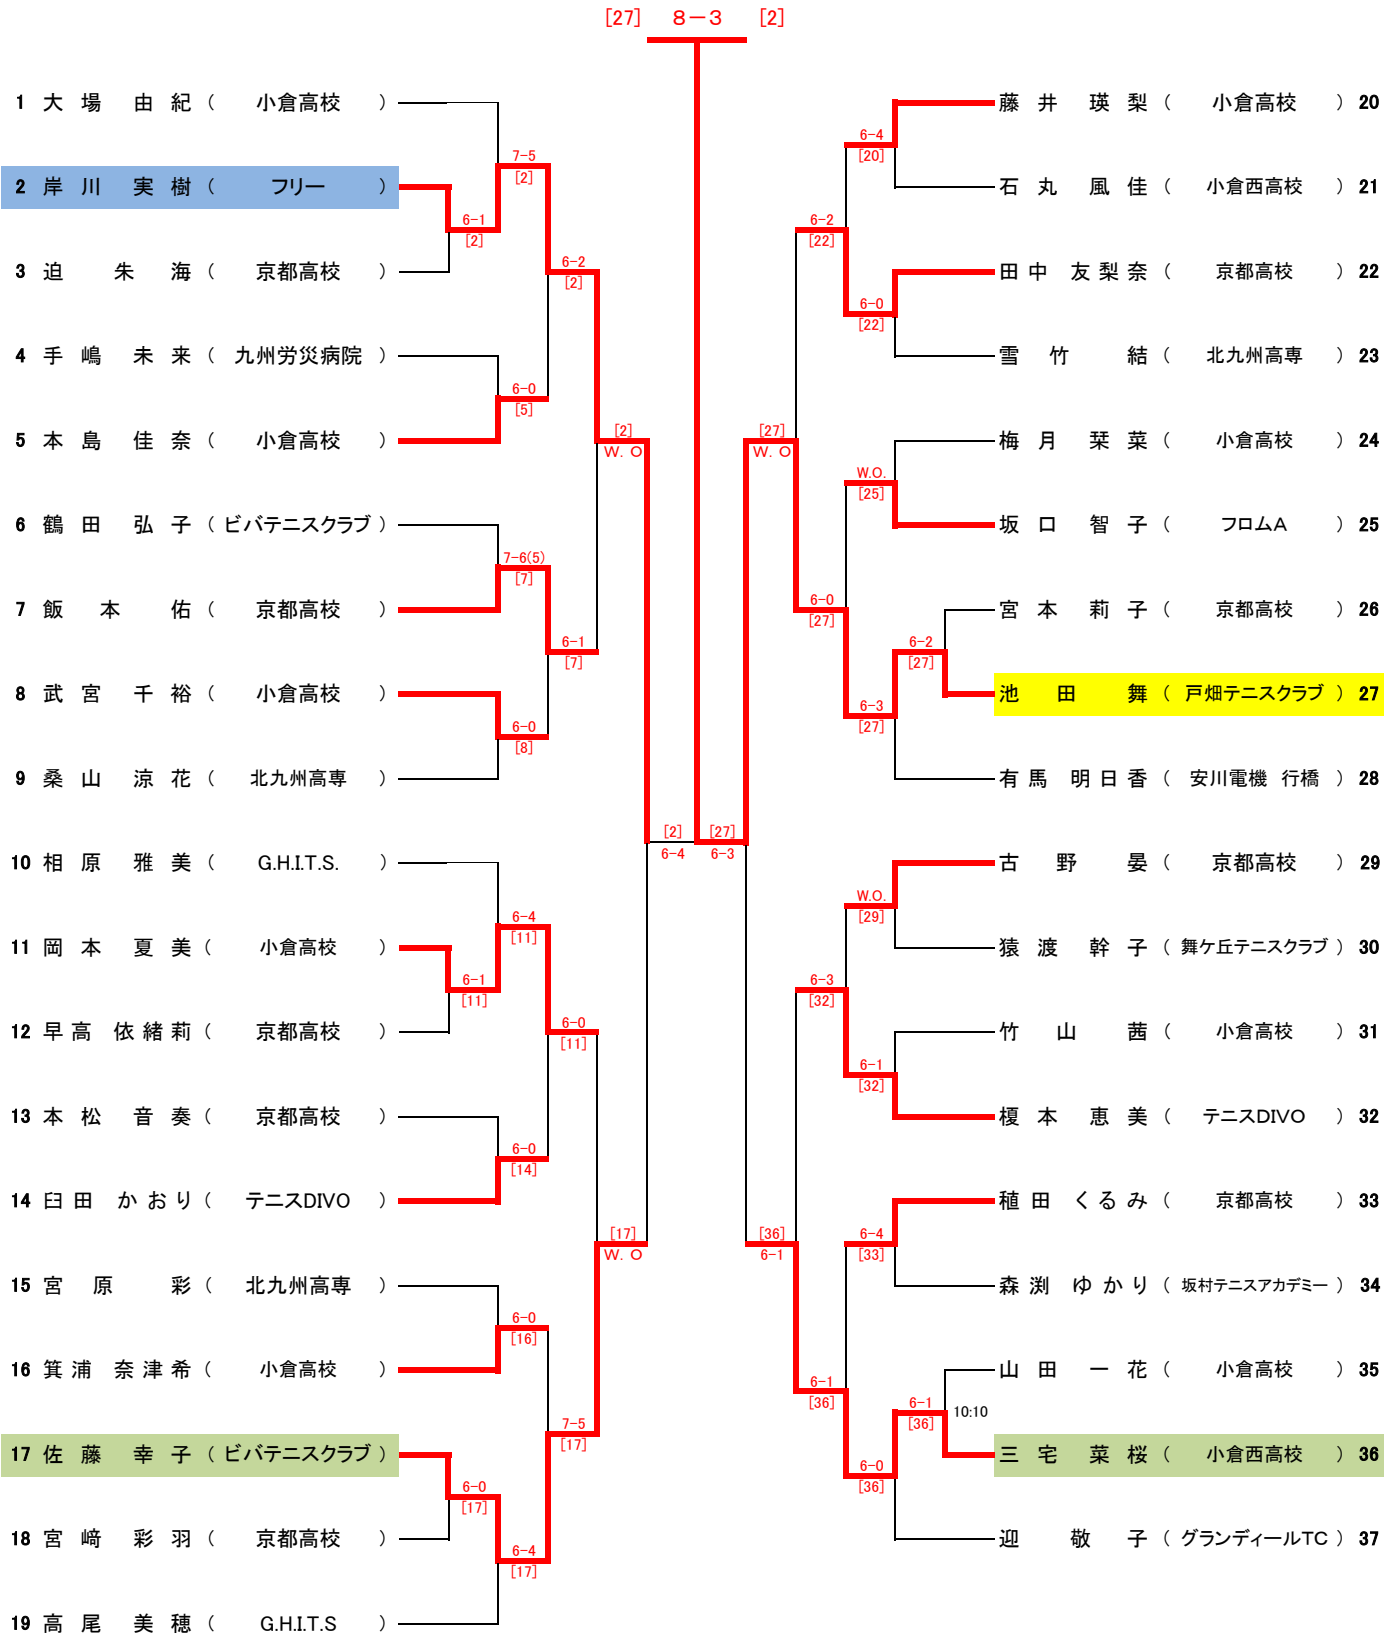 [27] 8－3 [2]
1 大場 由紀 （ 小倉高校 ）
7-5
[2]
2 岸川 実樹 （ フリー ）
6-1
[2]
3 迫 朱海 （ 京都高校 ）
6-2
[2]
4 手嶋 未来 （ 九州労災病院 ）
6-0
[5]
5 本島 佳奈 （ 小倉高校 ）
[2]
W. O
6 鶴田 弘子 （ ビバテニスクラブ ）
7-6(5)
[7]
7 飯本 佑 （ 京都高校 ）
6-1
[7]
8 武宮 千裕 （ 小倉高校 ）
6-0
[8]
9 桑山 涼花 （ 北九州高専 ）
[2]
6-4
10 相原 雅美 （ G.H.I.T.S. ）
6-4
[11]
11 岡本 夏美 （ 小倉高校 ）
6-1
[11]
12 早高 依緒莉 （ 京都高校 ）
6-0
[11]
13 本松 音奏 （ 京都高校 ）
6-0
[14]
14 臼田 かおり （ テニスDIVO ）
[17]
W. O
15 宮原 彩 （ 北九州高専 ）
6-0
[16]
16 箕浦 奈津希 （ 小倉高校 ）
7-5
[17]
17 佐藤 幸子 （ ビバテニスクラブ ）
6-0
[17]
18 宮﨑 彩羽 （ 京都高校 ）
6-4
[17]
19 高尾 美穂 （ G.H.I.T.S ）
藤井 瑛梨 （ 小倉高校 ） 20
6-4
[20]
石丸 風佳 （ 小倉西高校 ） 21
6-2
[22]
田中 友梨奈 （ 京都高校 ） 22
6-0
[22]
雪竹 結 （ 北九州高専 ） 23
[27]
W. O
梅月 栞菜 （ 小倉高校 ） 24
W.O.
[25]
坂口 智子 （ フロムA ） 25
6-0
[27]
宮本 莉子 （ 京都高校 ） 26
6-2
[27]
池田 舞 （ 戸畑テニスクラブ ） 27
6-3
[27]
有馬 明日香 （ 安川電機 行橋 ） 28
[27]
6-3
古野 晏 （ 京都高校 ） 29
W.O.
[29]
猿渡 幹子 （ 舞ケ丘テニスクラブ ） 30
6-3
[32]
竹山 茜 （ 小倉高校 ） 31
6-1
[32]
榎本 恵美 （ テニスDIVO ） 32
[36]
6-1
稙田 くるみ （ 京都高校 ） 33
6-4
[33]
森渕 ゆかり （ 坂村テニスアカデミー ） 34
6-1
[36]
山田 一花 （ 小倉高校 ） 35
6-1
[36]
10:10
三宅 菜桜 （ 小倉西高校 ） 36
6-0
[36]
迎 敬子 （ グランディールTC ） 37